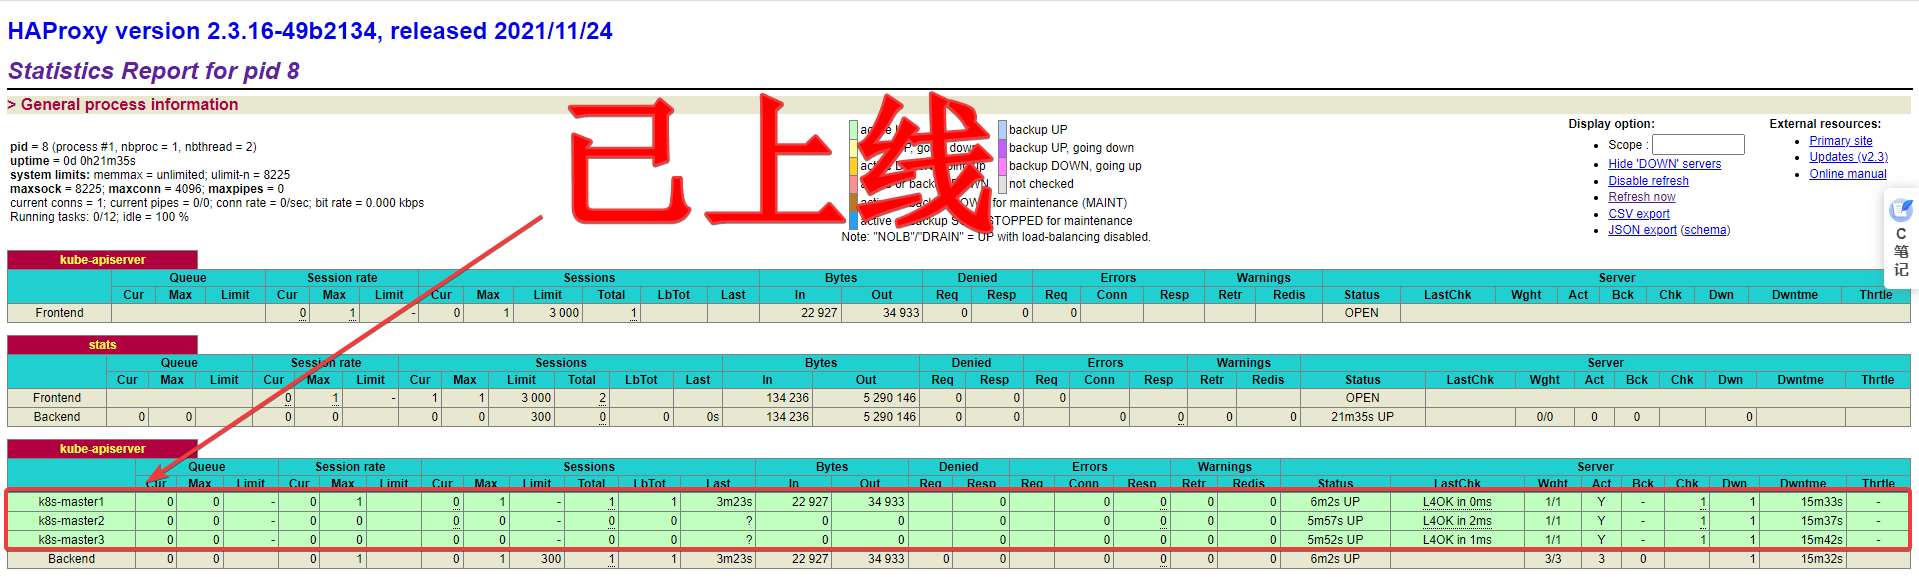 HAProxy version 2.3.16-49b2134, released 2021/11/24
Statistics Report for pid 8
> General process information
已上线
pid = 8 (process #1, nbproc = 1, nbthread = 2)
uptime = 0d 0h21m35s
system limits: memmax = unlimited; ulimit-n = 8225
maxsock = 8225; maxconn = 4096; maxpipes = 0
current conns = 1; current pipes = 0/0; conn rate = 0/sec; bit rate = 0.000 kbps
Running tasks: 0/12; idle = 100 %
backup UP
going down backup UP, going down
backup DOWN, going up
or backup not checked
for maintenance (MAINT)
active backup STOPPED for maintenance
Note: "NOLB"/"DRAIN" = UP with load-balancing disabled.
Display option:
Scope :
Hide 'DOWN' servers
Disable refresh
Refresh now
CSV export
JSON export (schema)
External resources:
Primary site
Updates (v2.3)
Online manual
C
笔
记
kube-apiserver
Queue Session rate Sessions Bytes Denied Errors Warnings Server
Cur Max Limit Cur Max Limit Cur Max Limit Total LbTot Last In Out Req Resp Req Conn Resp Retr Redis Status LastChk Wght Act Bck Chk Dwn Dwntme Thrtle
Frontend 0 1 - 0 1 3 000 1 22 927 34 933 0 0 0 OPEN
stats
Queue Session rate Sessions Bytes Denied Errors Warnings Server
Cur Max Limit Cur Max Limit Cur Max Limit Total LbTot Last In Out Req Resp Req Conn Resp Retr Redis Status LastChk Wght Act Bck Chk Dwn Dwntme Thrtle
Frontend 0 1 - 1 1 3 000 2 134 236 5 290 146 0 0 0 OPEN
Backend 0 0 0 0 0 0 300 0 0 0s 134 236 5 290 146 0 0 0 0 0 0 21m35s UP 0/0 0 0 0
kube-apiserver
Queue Session rate Sessions Bytes Denied Errors Warnings Server
Cur Max Limit Cur Max Limit Cur Max Limit Total LbTot Last In Out Req Resp Req Conn Resp Retr Redis Status LastChk Wght Act Bck Chk Dwn Dwntme Thrtle
k8s-master1 0 0 - 0 1 0 1 - 1 1 3m23s 22 927 34 933 0 0 0 0 0 6m2s UP L4OK in 0ms 1/1 Y - 1 1 15m33s -
k8s-master2 0 0 - 0 0 0 0 - 0 0 ? 0 0 0 0 0 0 0 5m57s UP L4OK in 2ms 1/1 Y - 1 1 15m37s -
k8s-master3 0 0 - 0 0 0 0 - 0 0 ? 0 0 0 0 0 0 0 5m52s UP L4OK in 1ms 1/1 Y - 1 1 15m42s -
Backend 0 0 0 1 0 1 300 1 1 3m23s 22 927 34 933 0 0 0 0 0 0 6m2s UP 3/3 3 0 1 15m32s